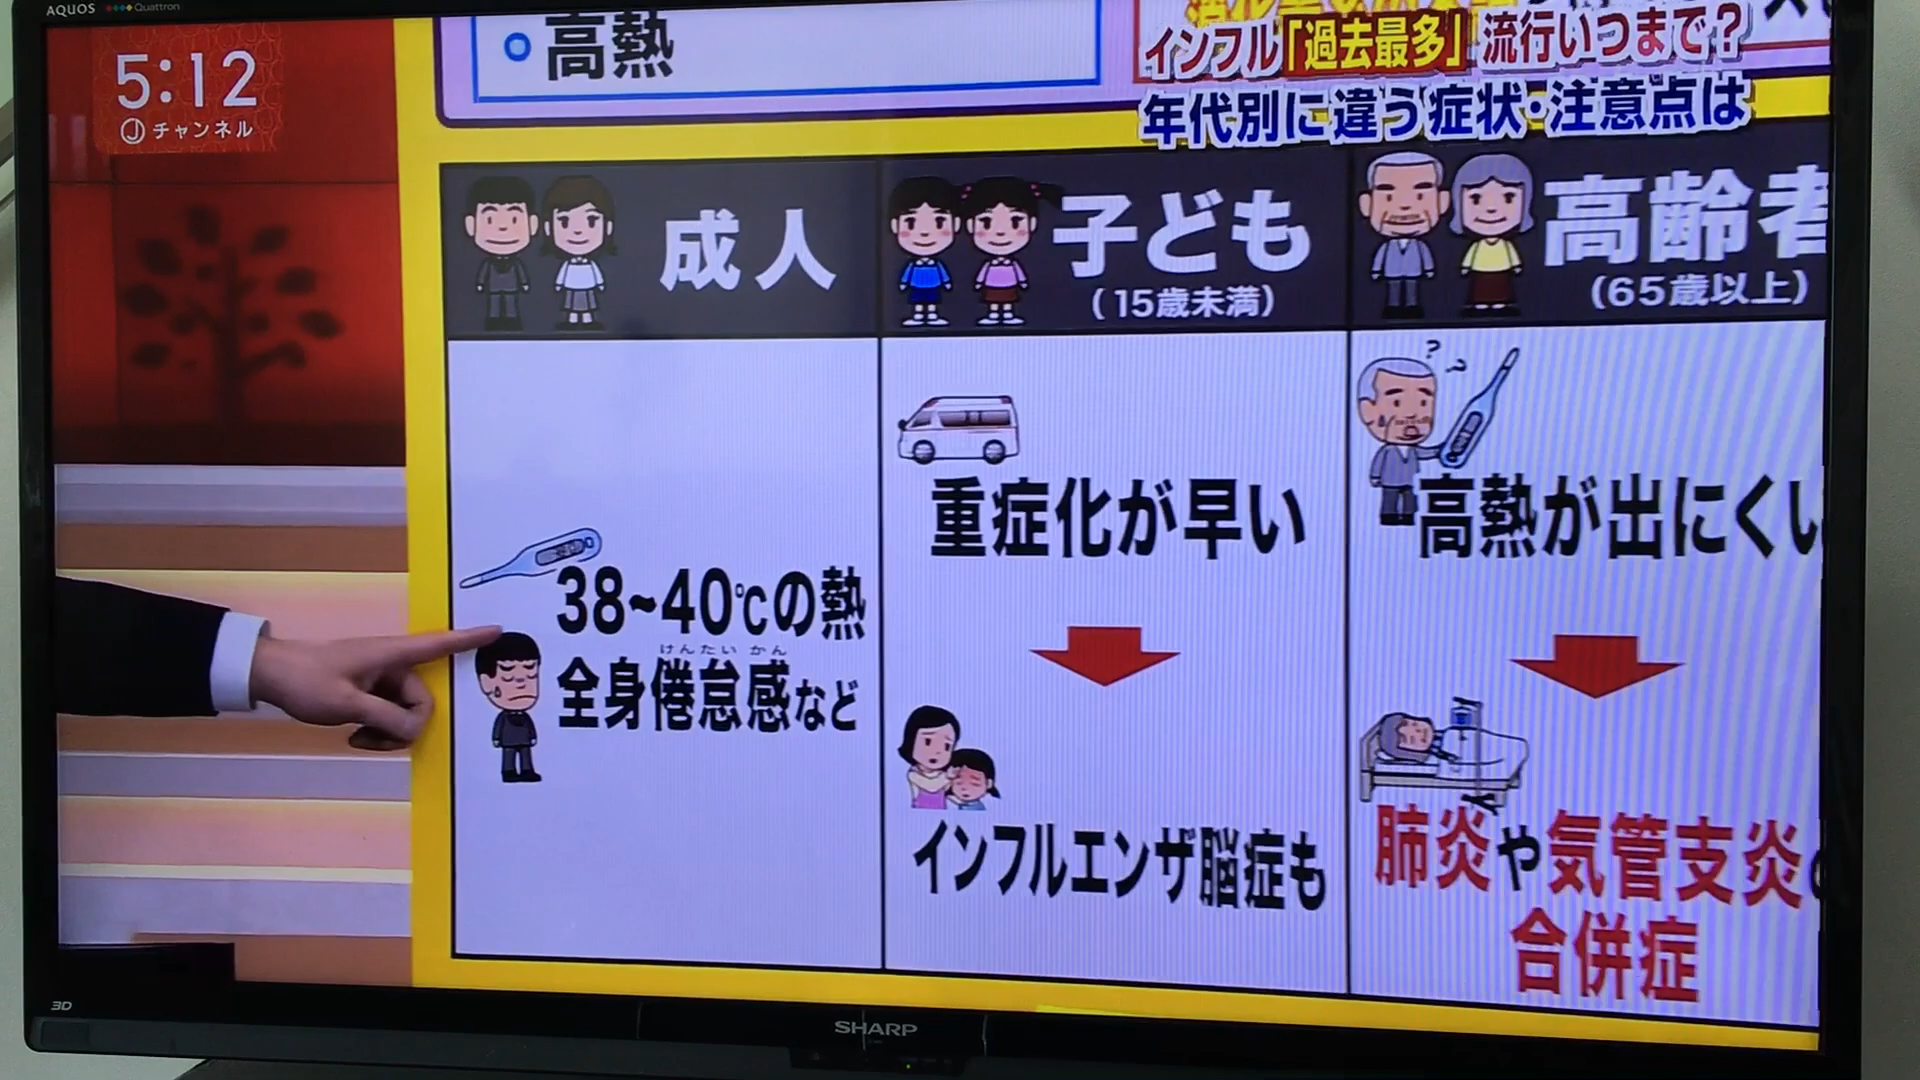 AQUOS Quattron
5:12
Jチャンネル
高熱
インフル「過去最多」流行いつまで?
年代別に違う症状・注意点は
成人
子ども
(15歳未満)
高齢者
(65歳以上)
38~40℃の熱
けんたいかん
全身倦怠感など
重症化が早い
インフルエンザ脳症も
? ?
高熱が出にくい
肺炎や気管支炎の
合併症
3D
SHARP